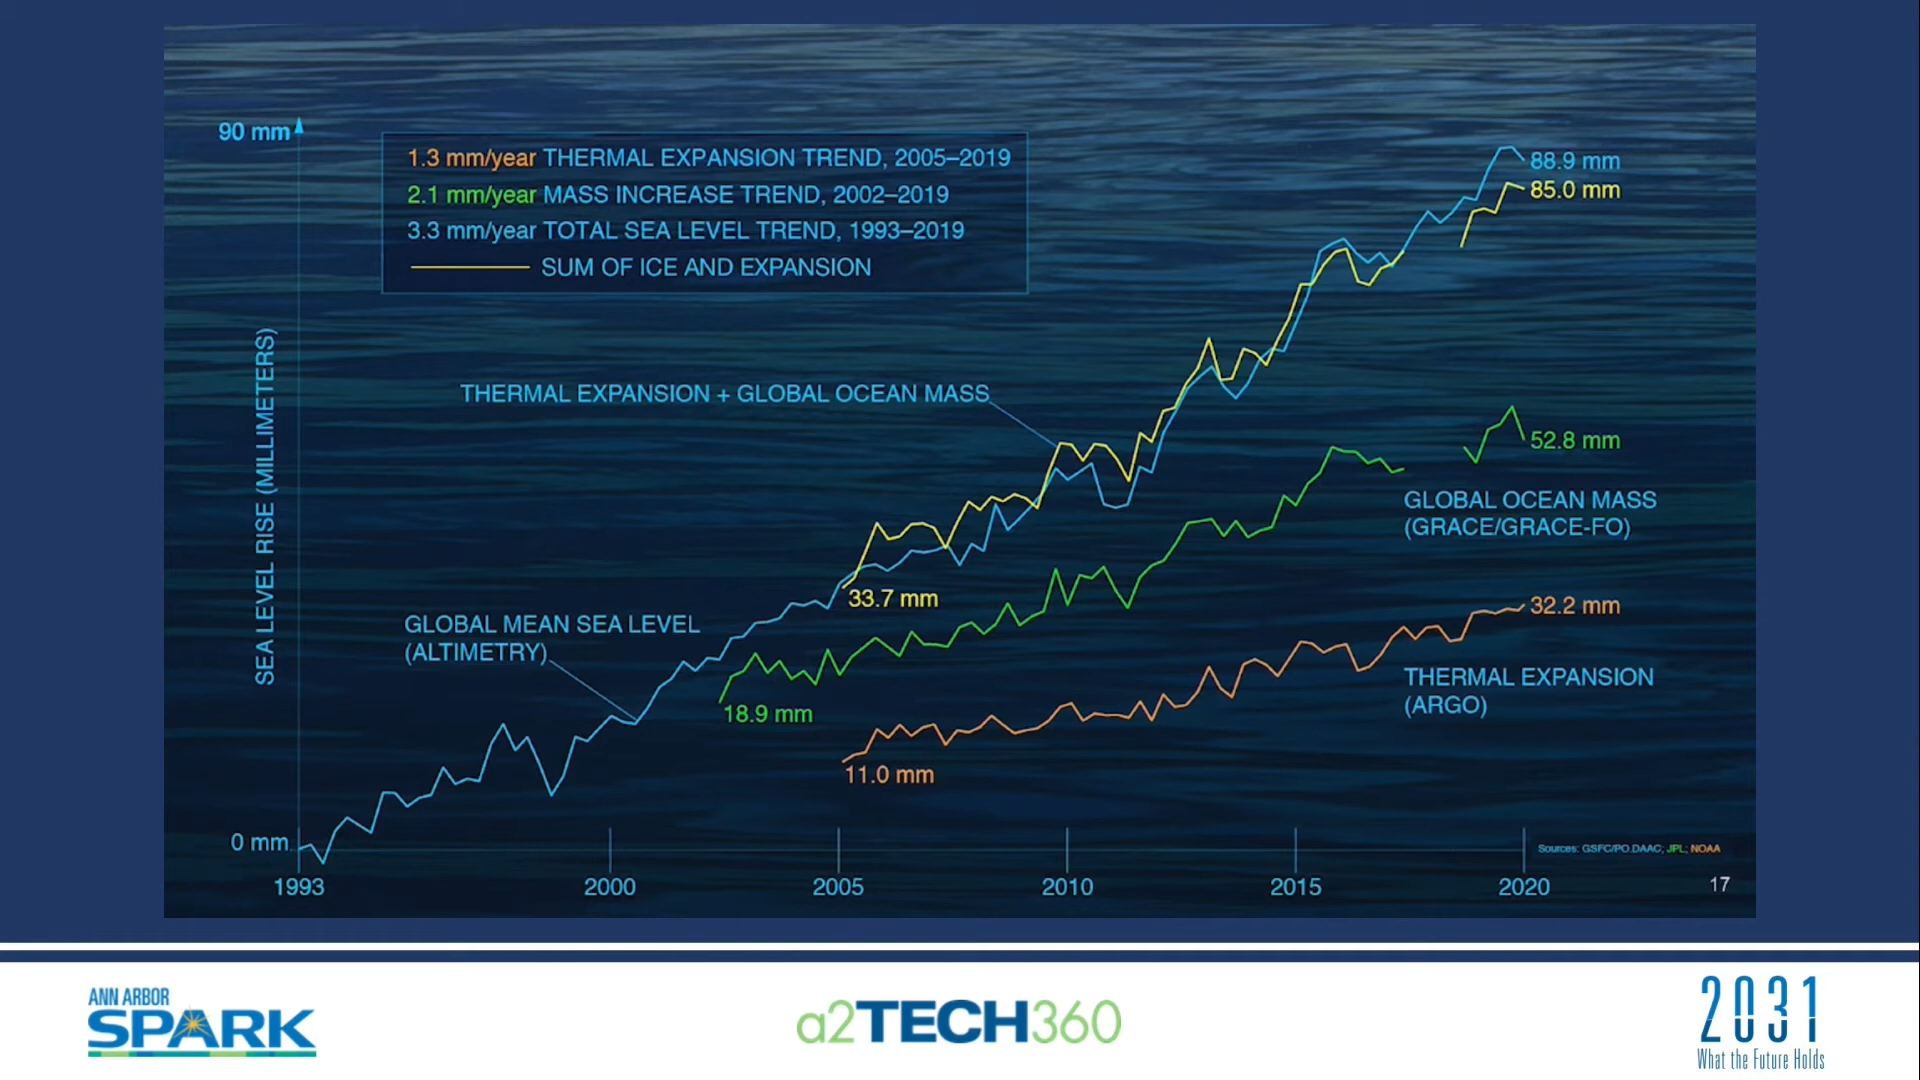 90 mm
1.3 mm/year THERMAL EXPANSION TREND, 2005–2019
2.1 mm/year MASS INCREASE TREND, 2002–2019
3.3 mm/year TOTAL SEA LEVEL TREND, 1993–2019
SUM OF ICE AND EXPANSION
88.9 mm
85.0 mm
SEA LEVEL RISE (MILLIMETERS)
THERMAL EXPANSION + GLOBAL OCEAN MASS
52.8 mm
GLOBAL OCEAN MASS
(GRACE/GRACE-FO)
33.7 mm
32.2 mm
GLOBAL MEAN SEA LEVEL
(ALTIMETRY)
THERMAL EXPANSION
(ARGO)
18.9 mm
11.0 mm
0 mm
Sources: GSFC/PO.DAAC; JPL; NOAA
1993
2000
2005
2010
2015
2020
17
ANN ARBOR
SPARK
a2TECH360
2031
What the Future Holds